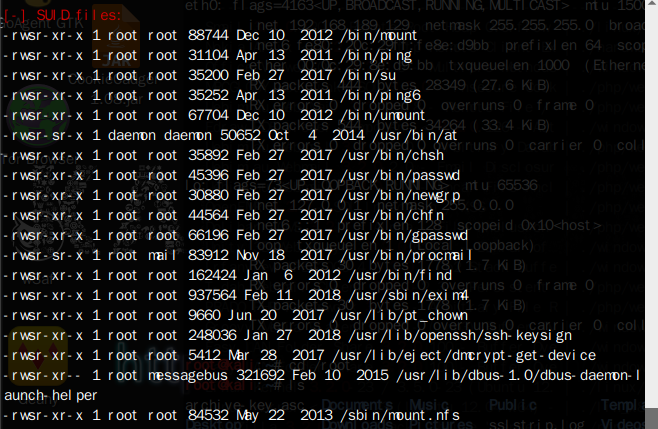 [-] SUID files:
-rwsr-xr-x 1 root root 88744 Dec 10  2012 /bin/mount
-rwsr-xr-x 1 root root 31104 Apr 13  2011 /bin/ping
-rwsr-xr-x 1 root root 35200 Feb 27  2017 /bin/su
-rwsr-xr-x 1 root root 35252 Apr 13  2011 /bin/ping6
-rwsr-xr-x 1 root root 67704 Dec 10  2012 /bin/umount
-rwsr-sr-x 1 daemon daemon 50652 Oct  4  2014 /usr/bin/at
-rwsr-xr-x 1 root root 35892 Feb 27  2017 /usr/bin/chsh
-rwsr-xr-x 1 root root 45396 Feb 27  2017 /usr/bin/passwd
-rwsr-xr-x 1 root root 30880 Feb 27  2017 /usr/bin/newgrp
-rwsr-xr-x 1 root root 44564 Feb 27  2017 /usr/bin/chfn
-rwsr-xr-x 1 root root 66196 Feb 27  2017 /usr/bin/gpasswd
-rwsr-sr-x 1 root mail 83912 Nov 18  2017 /usr/bin/procmail
-rwsr-xr-x 1 root root 162424 Jan  6  2012 /usr/bin/find
-rwsr-xr-x 1 root root 937564 Feb 11  2018 /usr/sbin/exim4
-rwsr-xr-x 1 root root 9660 Jun 20  2017 /usr/lib/pt_chown
-rwsr-xr-x 1 root root 248036 Jan 27  2018 /usr/lib/openssh/ssh-keysign
-rwsr-xr-x 1 root root 5412 Mar 28  2017 /usr/lib/eject/dmcrypt-get-device
-rwsr-xr-- 1 root messagebus 321692 Feb 10  2015 /usr/lib/dbus-1.0/dbus-daemon-l
aunch-helper
-rwsr-xr-x 1 root root 84532 May 22  2013 /sbin/mount.nfs